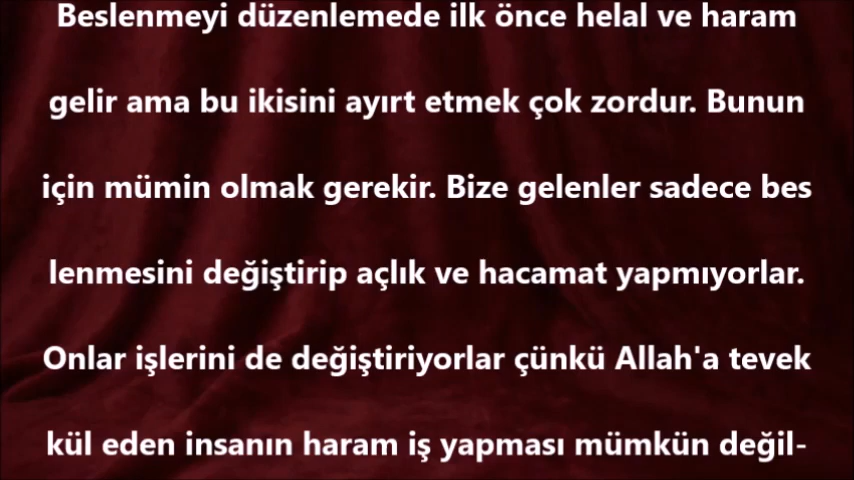 Beslenmeyi düzenlemede ilk önce helal ve haram
gelir ama bu ikisini ayırt etmek çok zordur. Bunun
için mümin olmak gerekir. Bize gelenler sadece bes
lenmesini değiştirip açlık ve hacamat yapmıyorlar.
Onlar işlerini de değiştiriyorlar çünkü Allah'a tevek
kül eden insanın haram iş yapması mümkün değil-